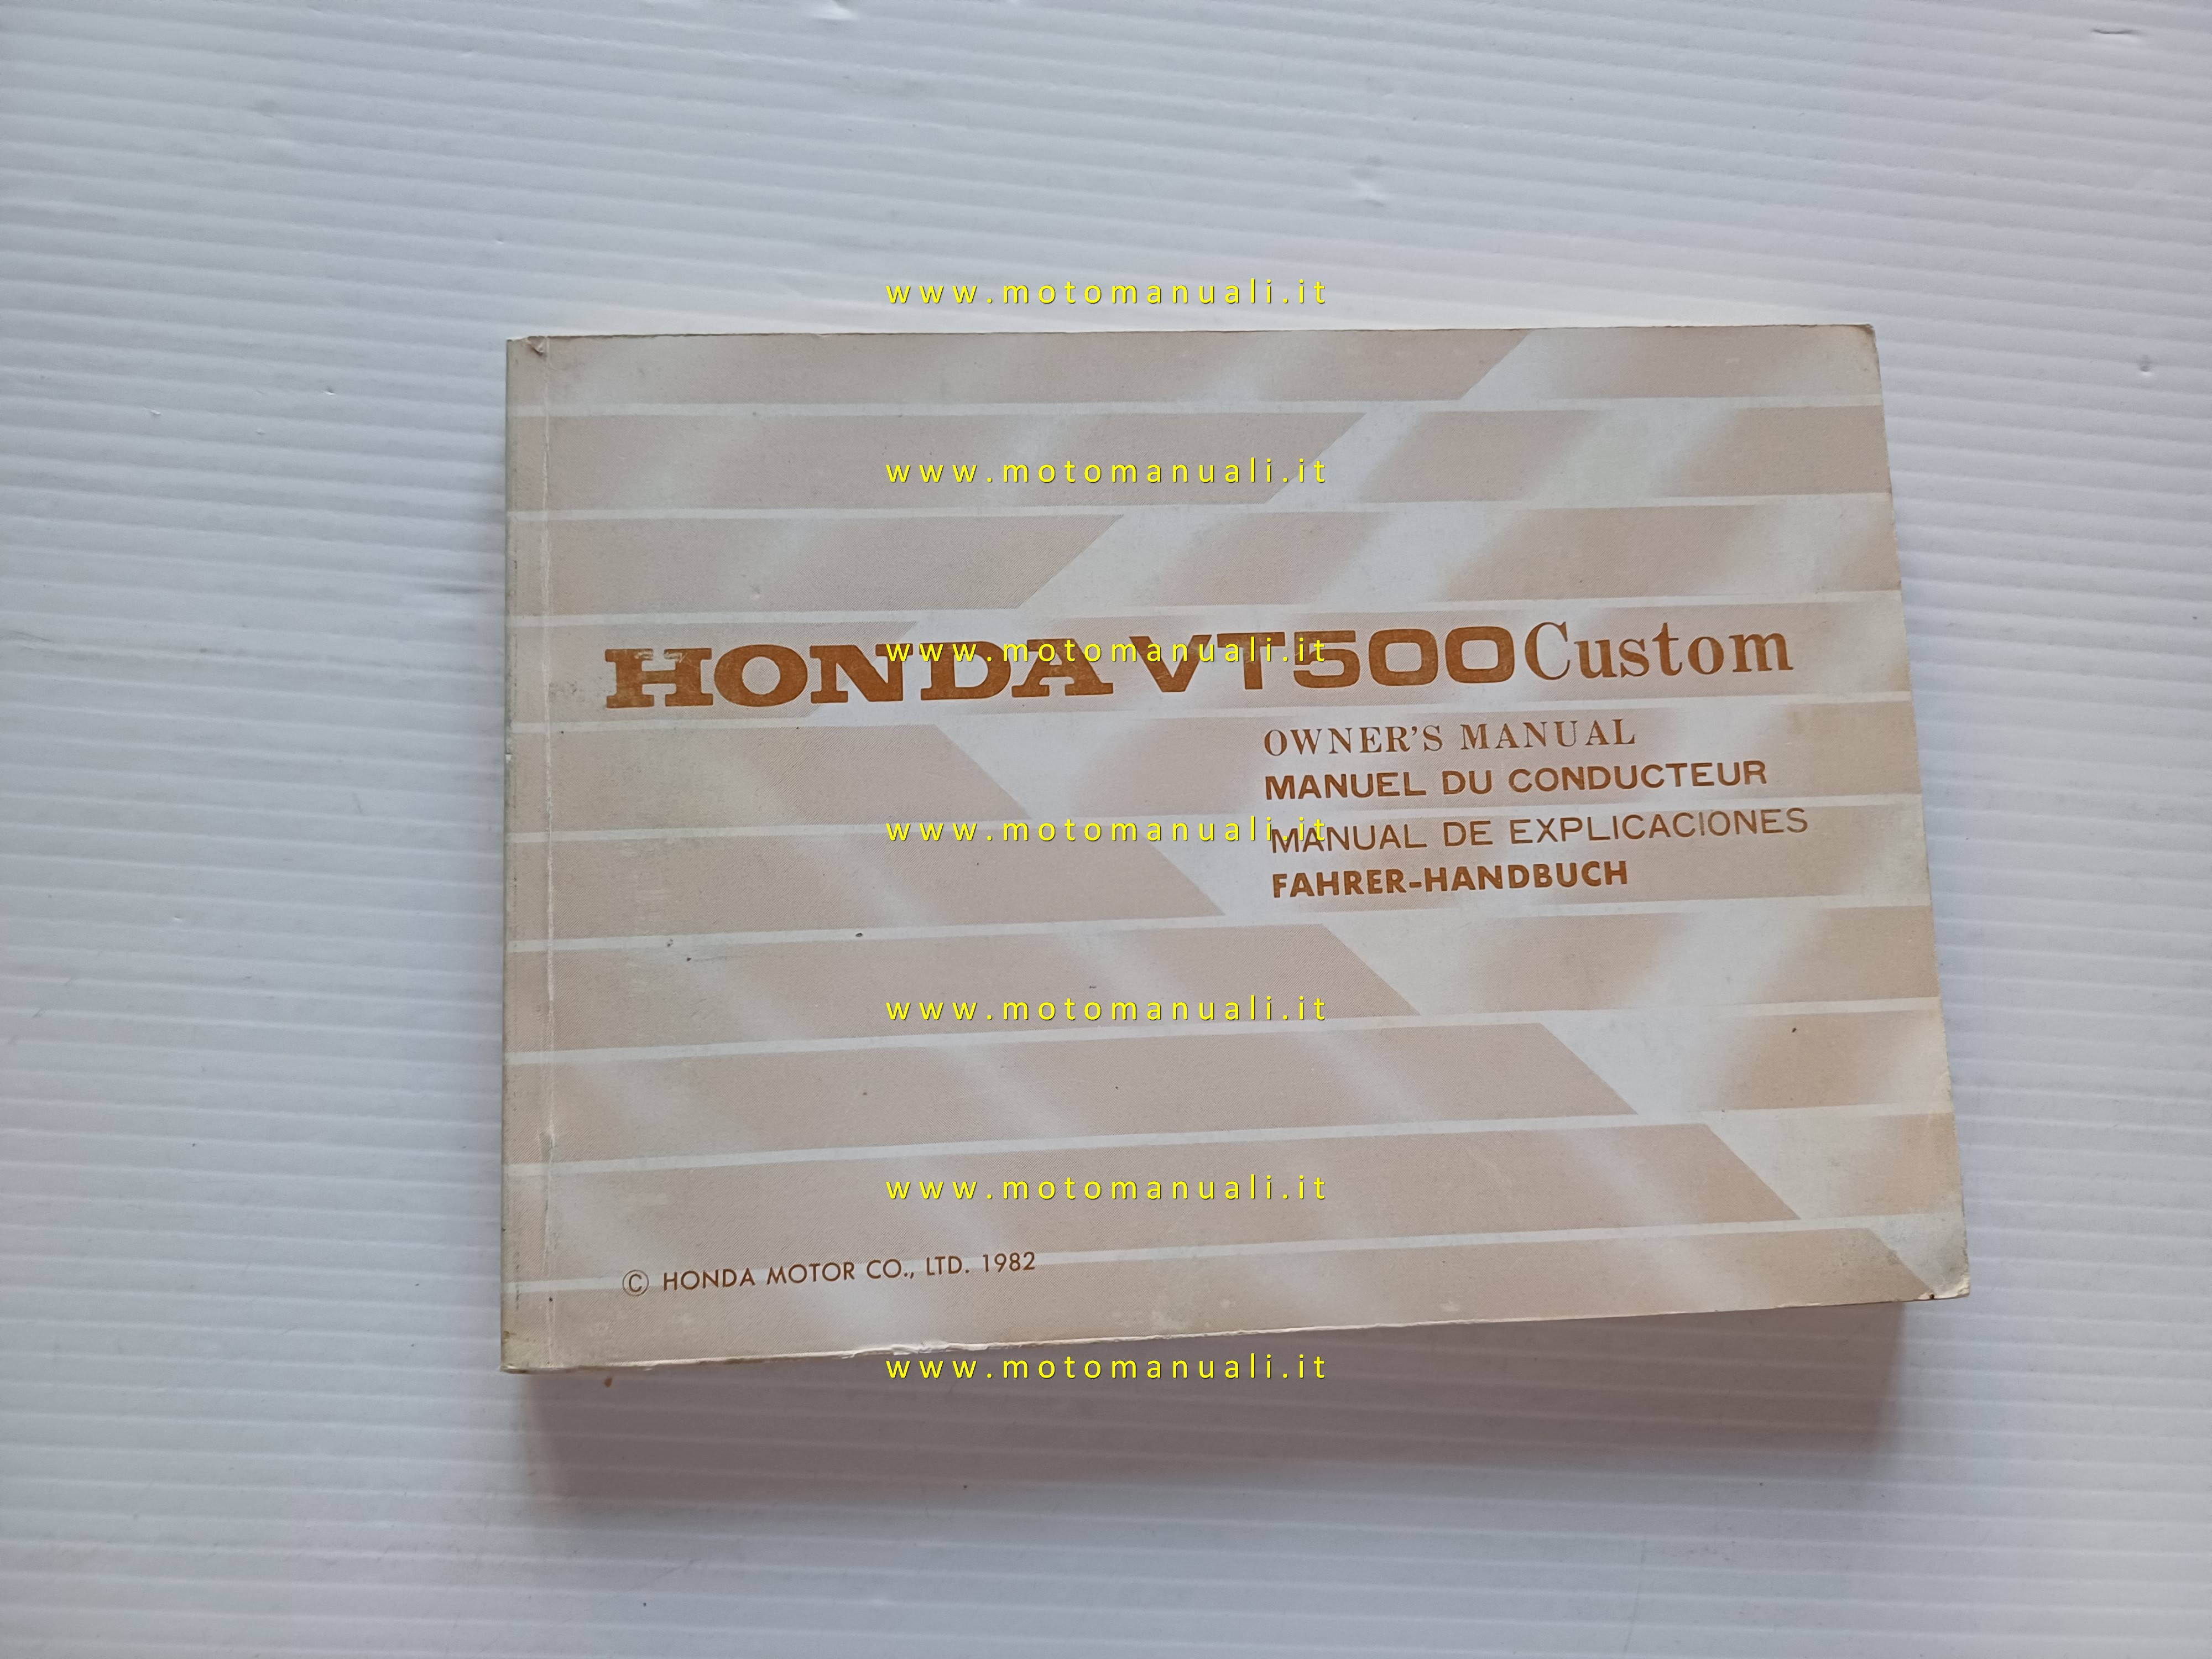 www.motomanuali.it
www.motomanuali.it
HONDA VT500 Custom
www.motomanuali.it
OWNER'S MANUAL
MANUEL DU CONDUCTEUR
MANUAL DE EXPLICACIONES
www.motomanuali.it
FAHRER-HANDBUCH
www.motomanuali.it
www.motomanuali.it
© HONDA MOTOR CO., LTD. 1982
www.motomanuali.it